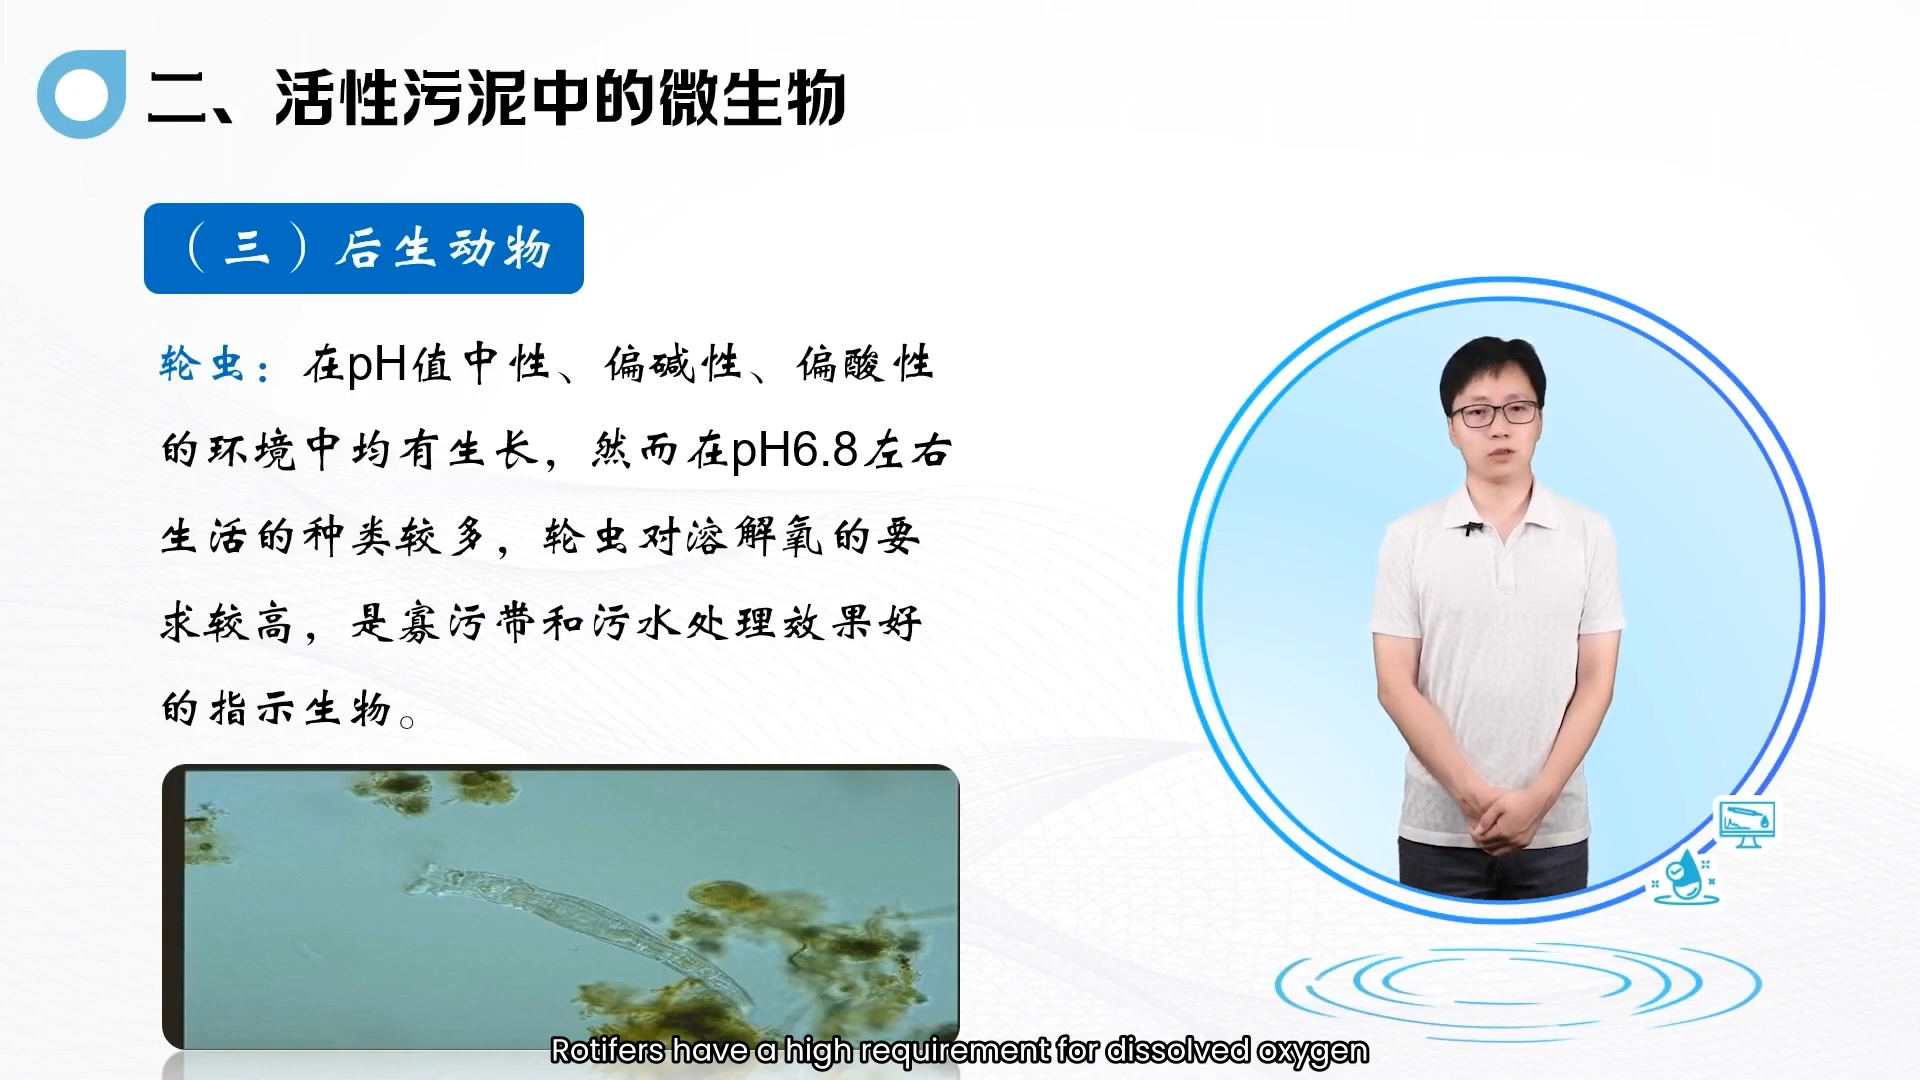 二、活性污泥中的微生物
（三）后生动物
轮虫：在pH值中性、偏碱性、偏酸性
的环境中均有生长，然而在pH6.8左右
生活的种类较多，轮虫对溶解氧的要
求较高，是寡污带和污水处理效果好
的指示生物。
Rotifers have a high requirement for dissolved oxygen